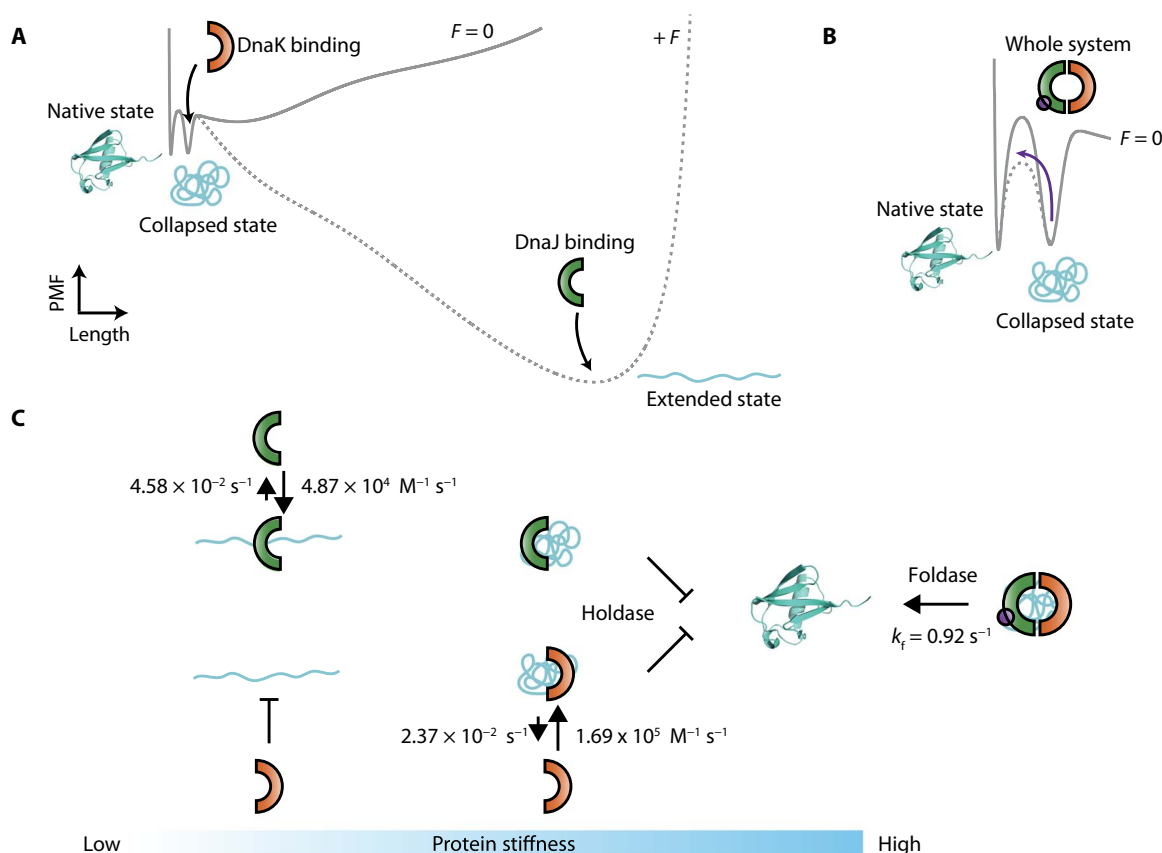 A
DnaK binding
F = 0
+ F
Native state
Collapsed state
DnaJ binding
PMF
Length
Extended state
B
Whole system
F = 0
Native state
Collapsed state
C
4.58 × 10⁻² s⁻¹
4.87 × 10⁴ M⁻¹ s⁻¹
Holdase
Foldase
k_f = 0.92 s⁻¹
2.37 × 10⁻² s⁻¹
1.69 x 10⁵ M⁻¹ s⁻¹
Low
Protein stiffness
High